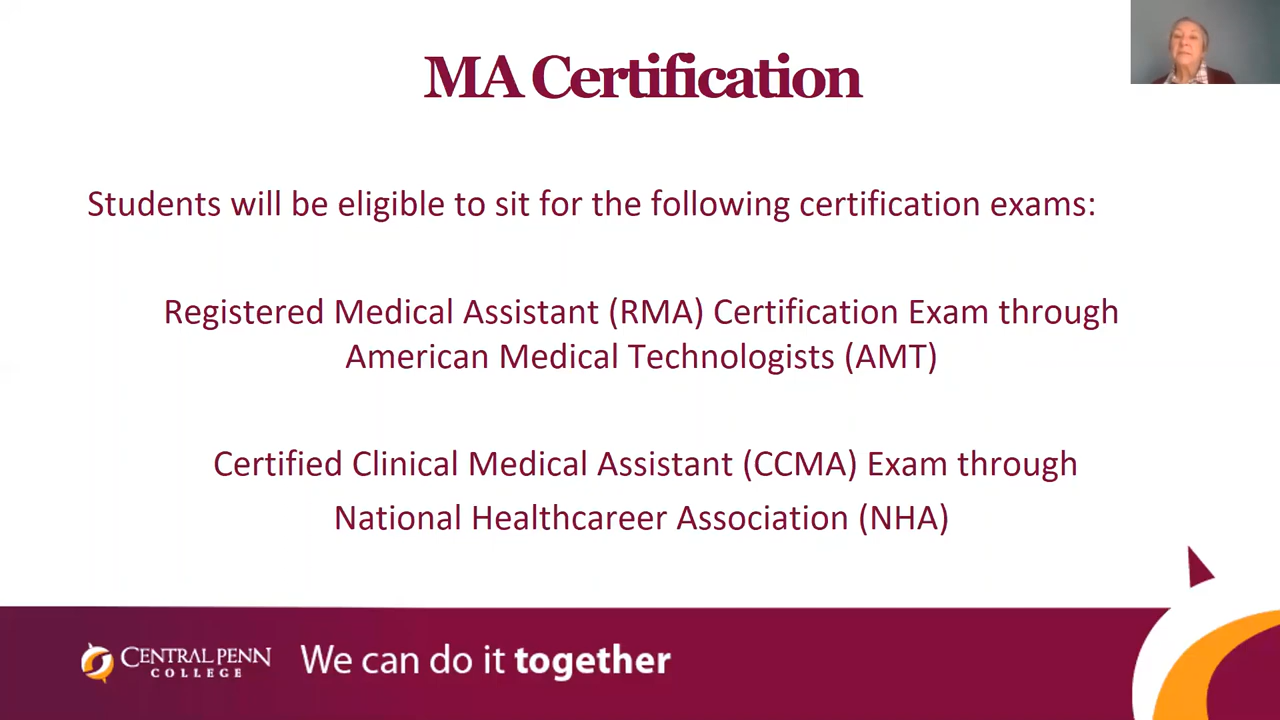 MA Certification
Students will be eligible to sit for the following certification exams:
Registered Medical Assistant (RMA) Certification Exam through
American Medical Technologists (AMT)
Certified Clinical Medical Assistant (CCMA) Exam through
National Healthcareer Association (NHA)
CENTRAL PENN
COLLEGE
We can do it together